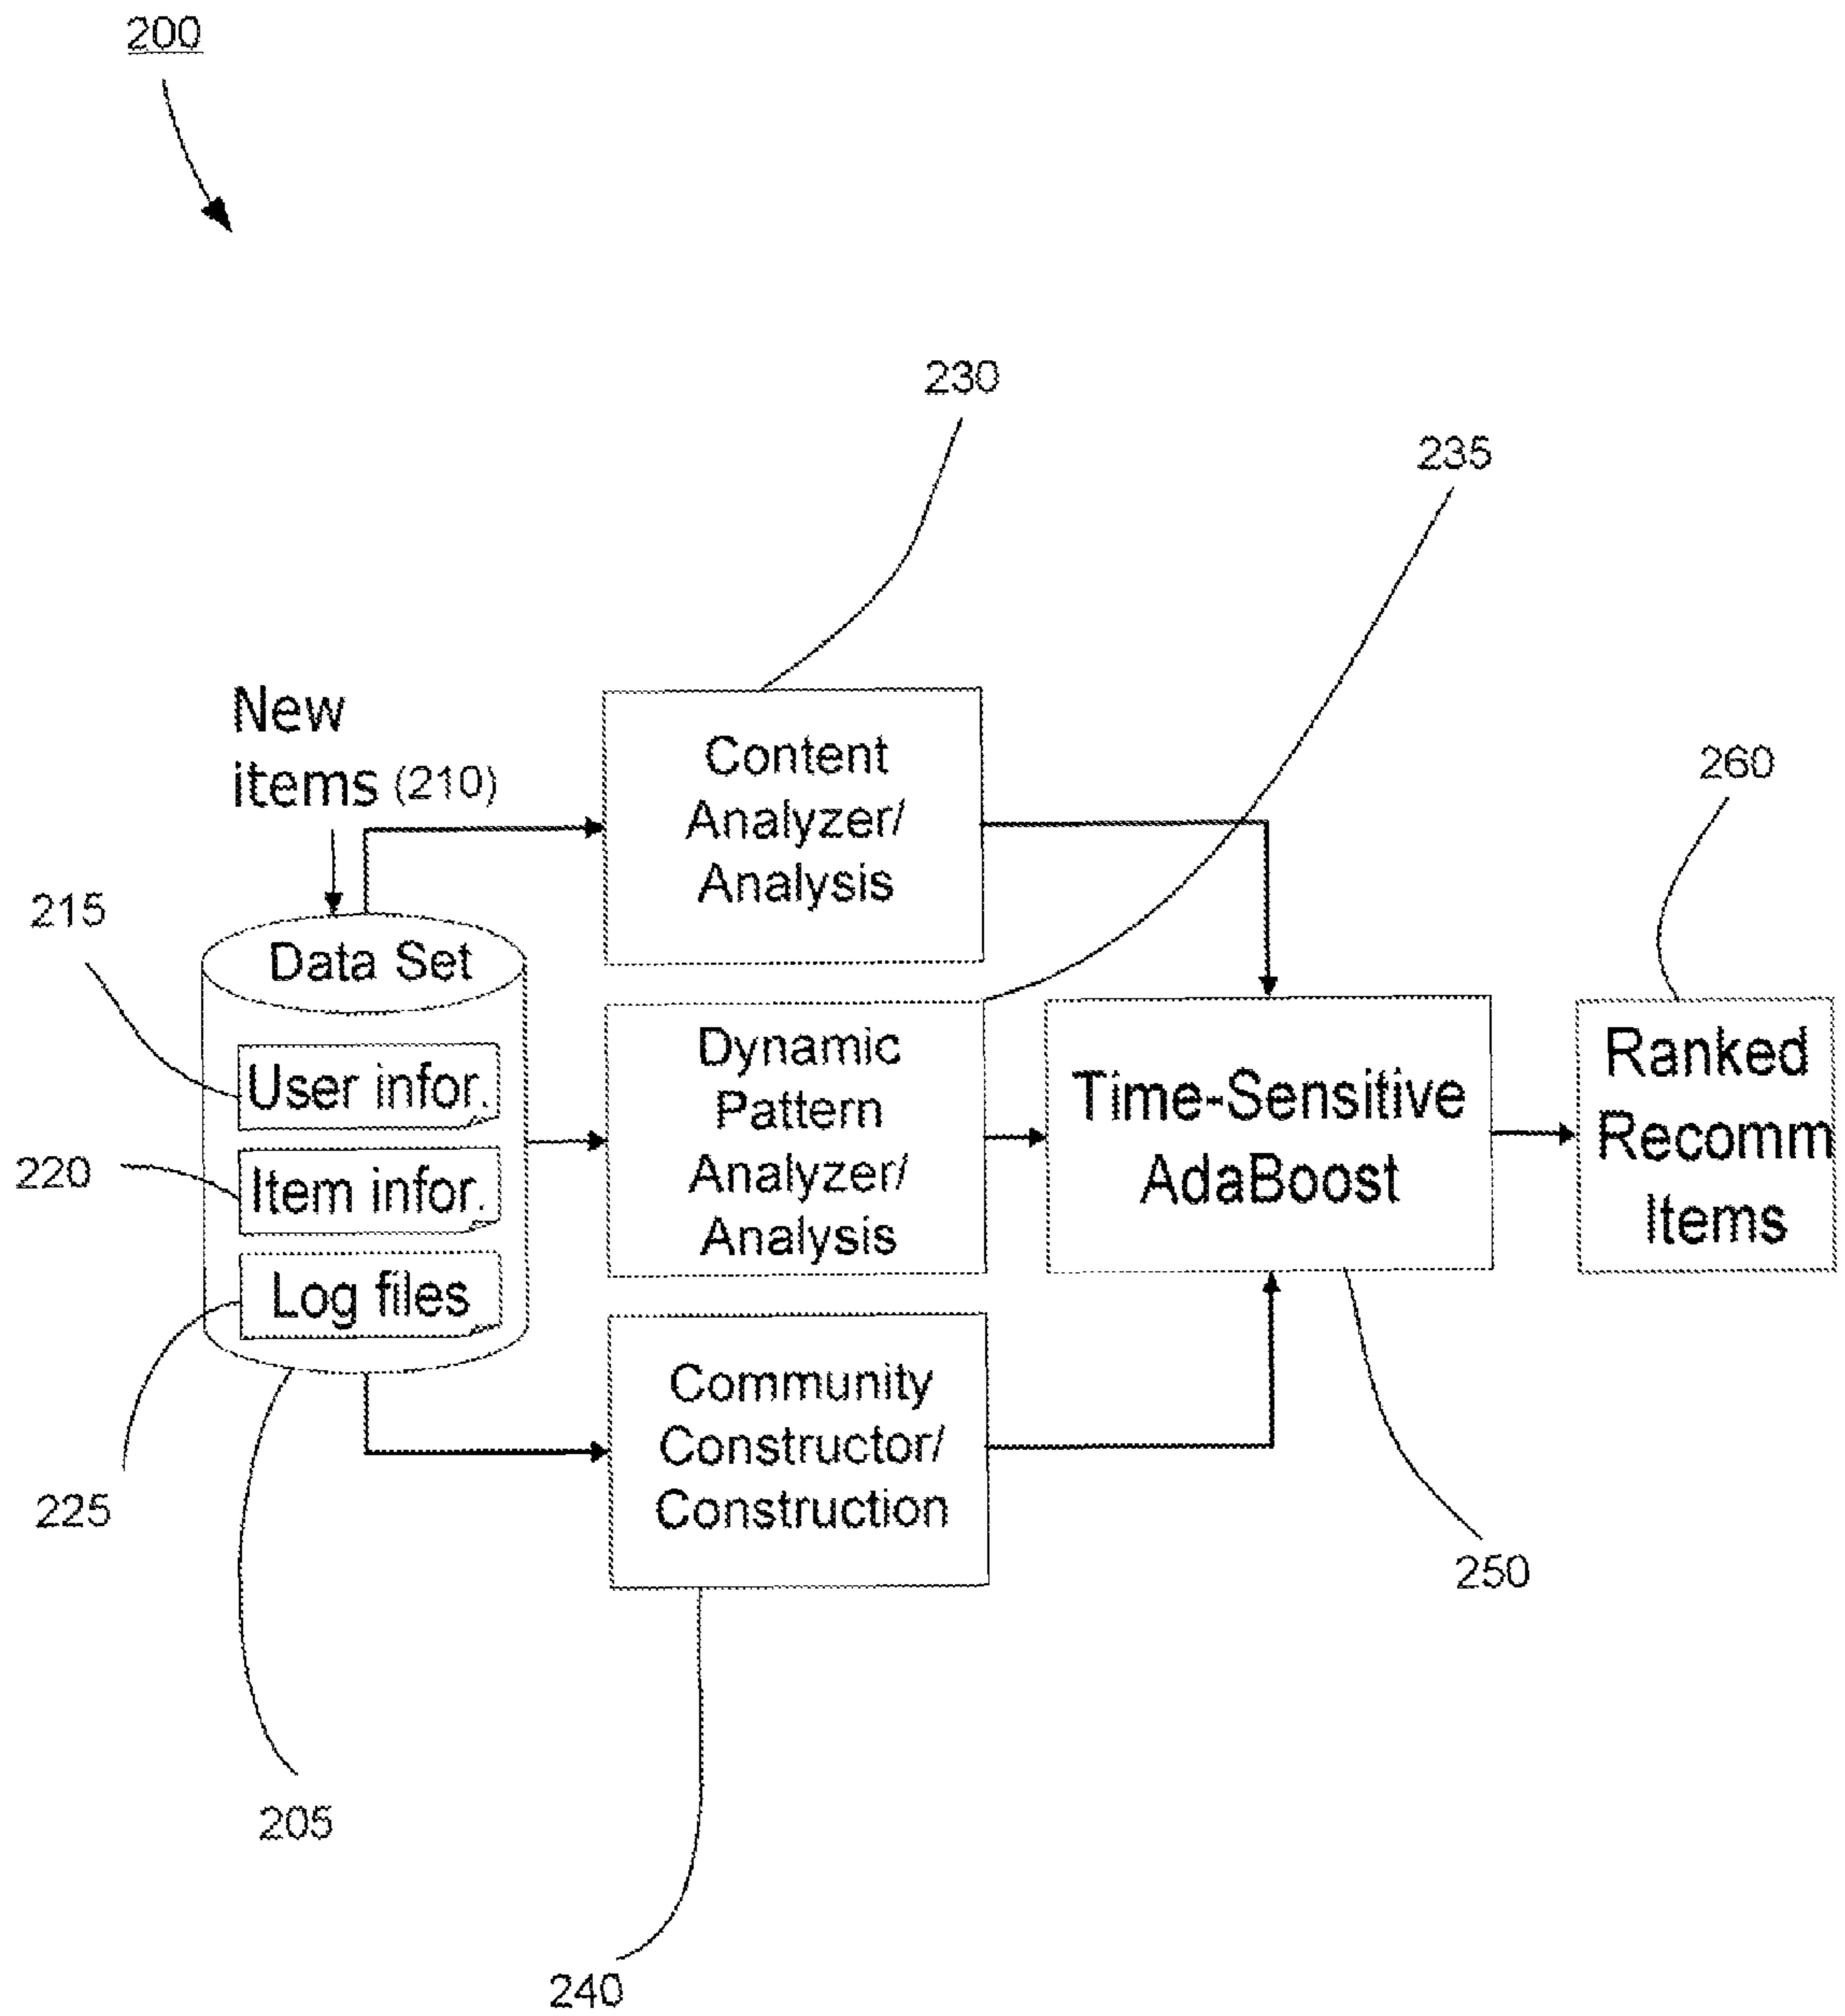 200
230
235
New
items (210)
Content
Analyzer/
Analysis
260
215
Data Set
User infor.
220
Item infor.
Log files
225
Dynamic
Pattern
Analyzer/
Analysis
Time-Sensitive
AdaBoost
Ranked
Recomm
Items
Community
Constructor/
Construction
250
205
240